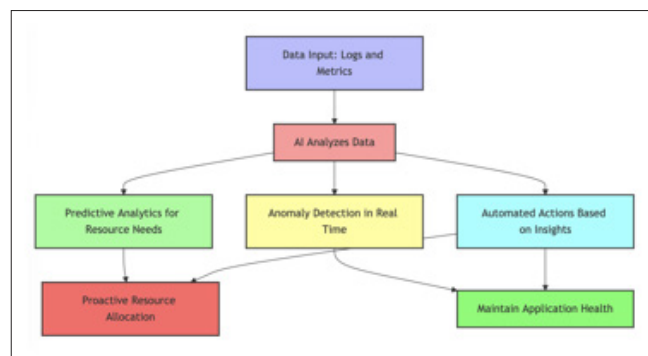 Data Input: Logs and
Metrics
AI Analyzes Data
Predictive Analytics for
Resource Needs
Anomaly Detection in Real
Time
Automated Actions Based
on Insights
Proactive Resource
Allocation
Maintain Application Health